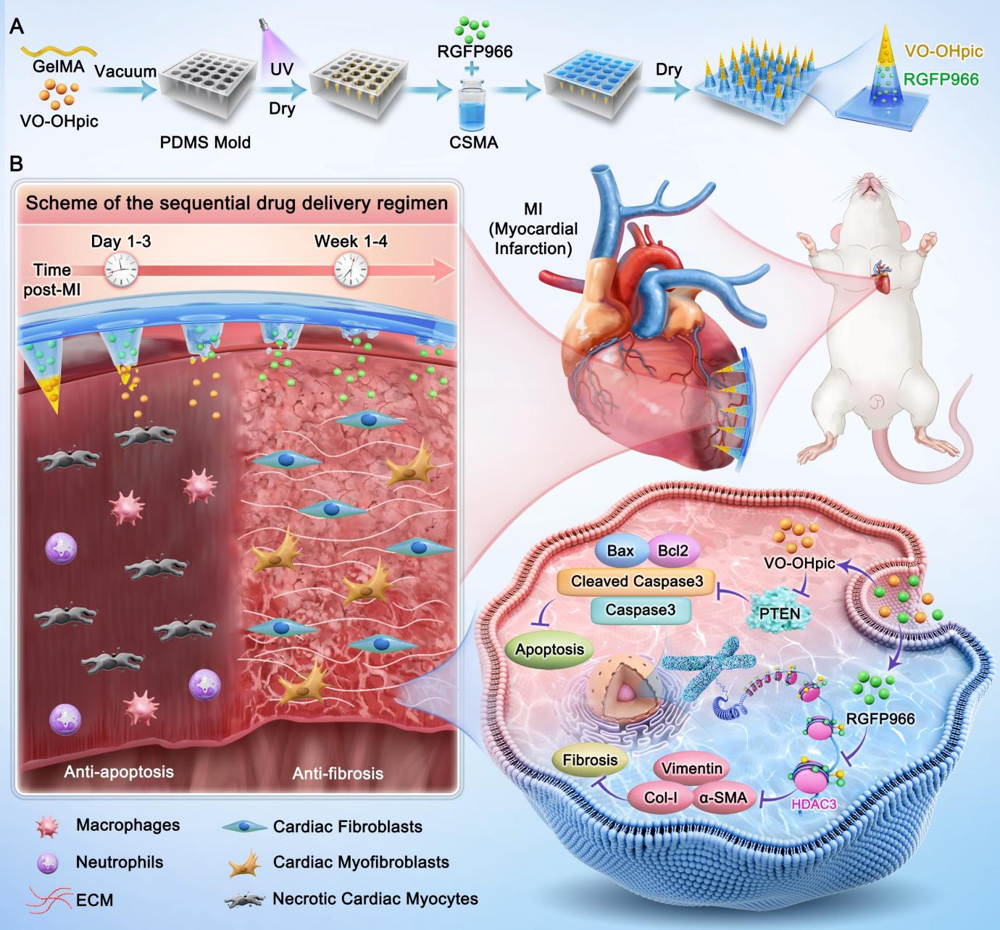 A
GelMA
VO-OHpic
Vacuum
PDMS Mold
UV
Dry
RGFP966
+
CSMA
Dry
VO-OHpic
RGFP966
B
Scheme of the sequential drug delivery regimen
Day 1-3
Week 1-4
Time
post-MI
Anti-apoptosis
Anti-fibrosis
MI
(Myocardial
Infarction)
Bax
Bcl2
Cleaved Caspase3
Caspase3
Apoptosis
VO-OHpic
PTEN
RGFP966
HDAC3
Fibrosis
Vimentin
Col-I
α-SMA
Macrophages
Cardiac Fibroblasts
Neutrophils
Cardiac Myofibroblasts
ECM
Necrotic Cardiac Myocytes